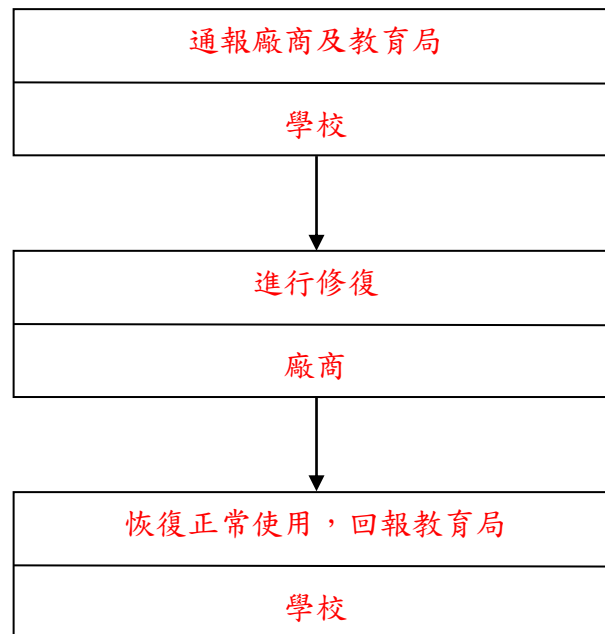 通報廠商及教育局
學校
進行修復
廠商
恢復正常使用，回報教育局
學校